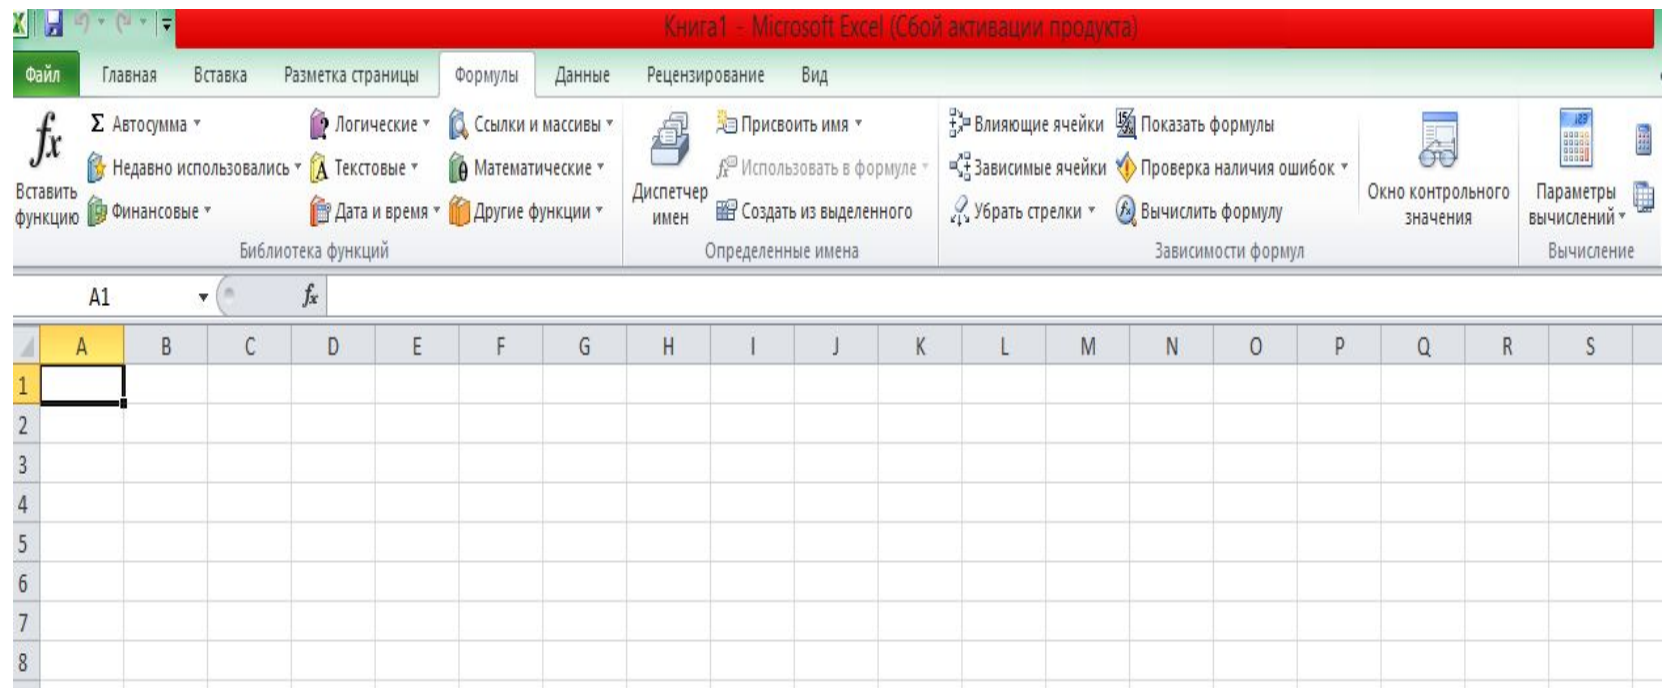 Книга1 - Microsoft Excel (Сбой активации продукта)
Файл Главная Вставка Разметка страницы Формулы Данные Рецензирование Вид
fx Σ Автосумма Логические Ссылки и массивы Присвоить имя Влияющие ячейки Показать формулы
Недавно использовались Текстовые Математические Использовать в формуле Зависимые ячейки Проверка наличия ошибок
Вставить функцию Финансовые Дата и время Другие функции Диспетчер имен Создать из выделенного Убрать стрелки Вычислить формулу Окно контрольного значения Параметры вычислений
Библиотека функций Определенные имена Зависимости формул Вычисление
A1 fx
A B C D E F G H I J K L M N O P Q R S
1
2
3
4
5
6
7
8